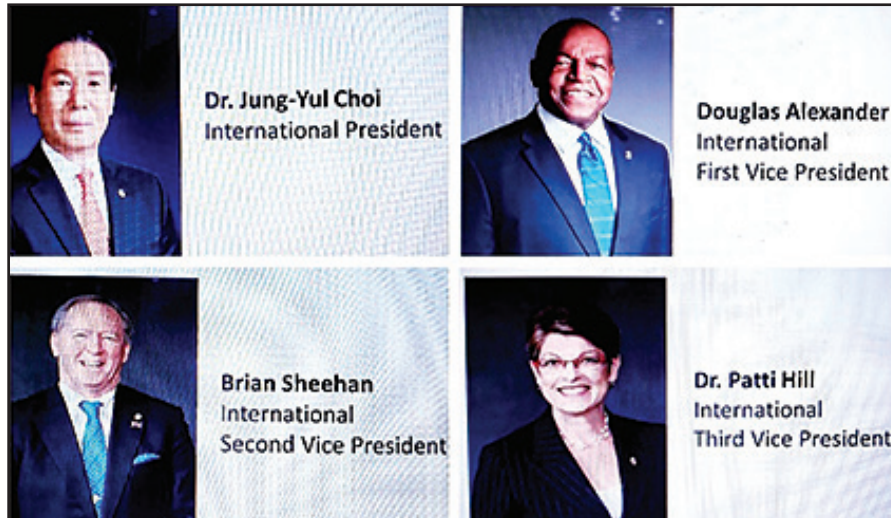 Dr. Jung-Yul Choi
International President
Douglas Alexander
International
First Vice President
Brian Sheehan
International
Second Vice President
Dr. Patti Hill
International
Third Vice President